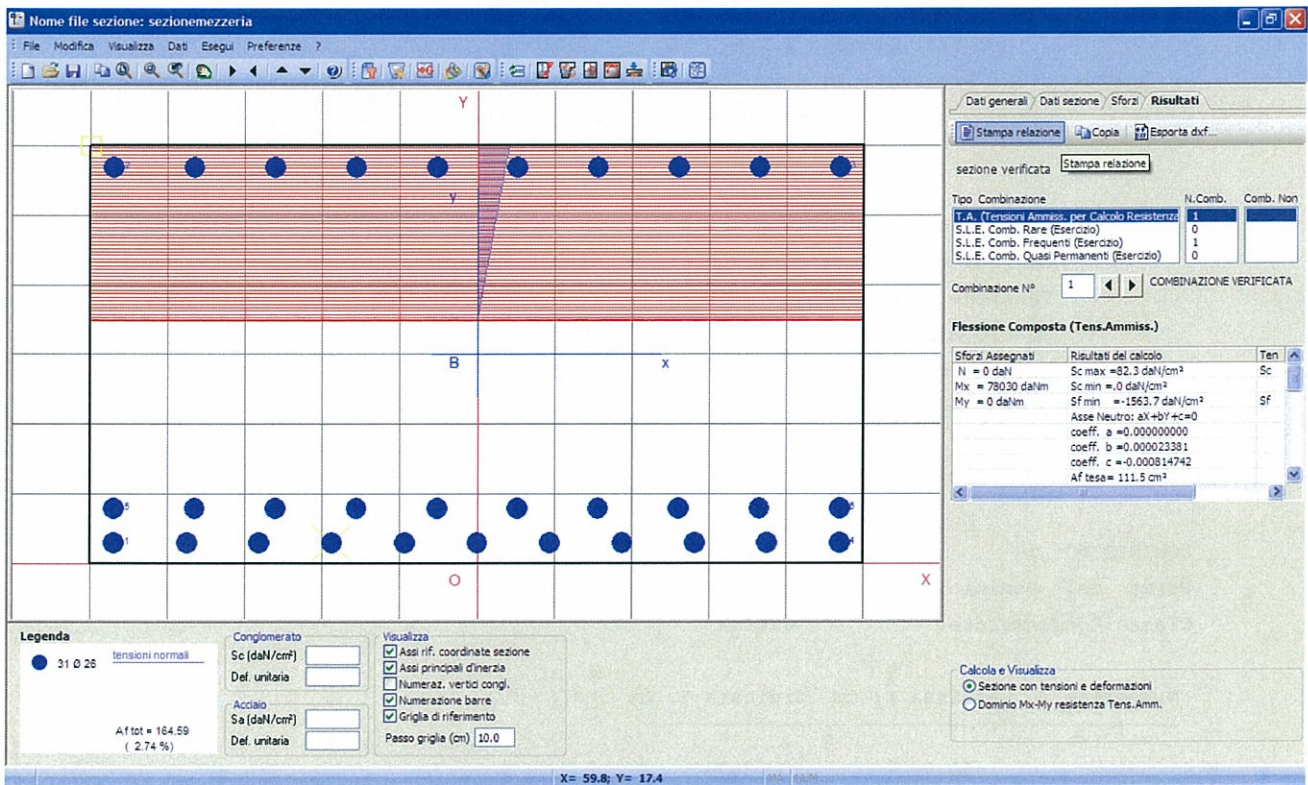 Nome file sezione: sezionemezzeria
File Modifica Visualizza Dati Esegui Preferenze ?
Y
y
B
x
O
X
2
5
1
Dati generali Dati sezione Sforzi Risultati
Stampa relazione Copia Esporta dxf...
sezione verificata Stampa relazione
Tipo Combinazione N.Comb. Comb. Non
T.A. (Tensioni Ammiss. per Calcolo Resistenza 1
S.L.E. Comb. Rare (Esercizio) 0
S.L.E. Comb. Frequenti (Esercizio) 1
S.L.E. Comb. Quasi Permanenti (Esercizio) 0
Combinazione N° 1 COMBINAZIONE VERIFICATA
Flessione Composta (Tens.Ammiss.)
Sforzi Assegnati Risultati del calcolo Ten
N = 0 daN Sc max =82.3 daN/cm² Sc
Mx = 78030 daNm Sc min =.0 daN/cm²
My = 0 daNm Sf min =-1563.7 daN/cm² Sf
Asse Neutro: aX+bY+c=0
coeff. a =0.000000000
coeff. b =0.000023381
coeff. c =-0.000814742
Af tesa= 111.5 cm²
Legenda
31 Ø 26 tensioni normali
Af tot = 164.59
( 2.74 %)
Conglomerato
Sc (daN/cm²)
Def. unitaria
Acciaio
Sa (daN/cm²)
Def. unitaria
Visualizza
Assi rif. coordinate sezione
Assi principali d'inerzia
Numeraz. vertici congl.
Numerazione barre
Griglia di riferimento
Passo griglia (cm) 10.0
Calcola e Visualizza
Sezione con tensioni e deformazioni
Dominio Mx-My resistenza Tens.Amm.
X= 59.8; Y= 17.4